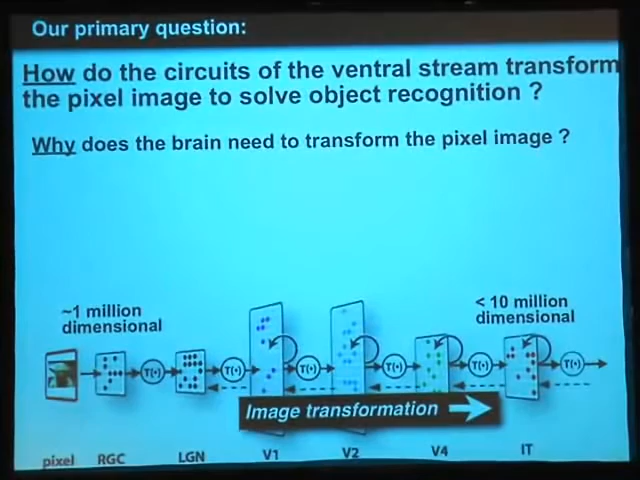 Our primary question:
How do the circuits of the ventral stream transform
the pixel image to solve object recognition ?
Why does the brain need to transform the pixel image ?
~1 million
dimensional
< 10 million
dimensional
T(•) T(•) T(•) T(•) T(•) T(•)
Image transformation
pixel RGC LGN V1 V2 V4 IT